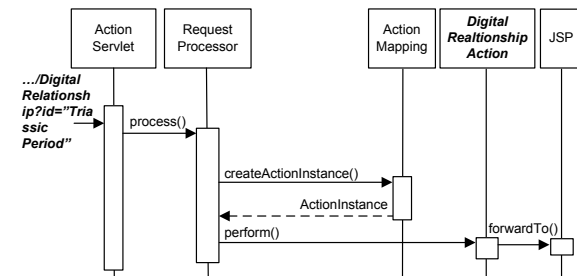 Action
Servlet
Request
Processor
Action
Mapping
Digital
Realtionship
Action
JSP
.../Digital
Relationsh
ip?id="Tria
ssic
Period"
process()
createActionInstance()
ActionInstance
perform()
forwardTo()